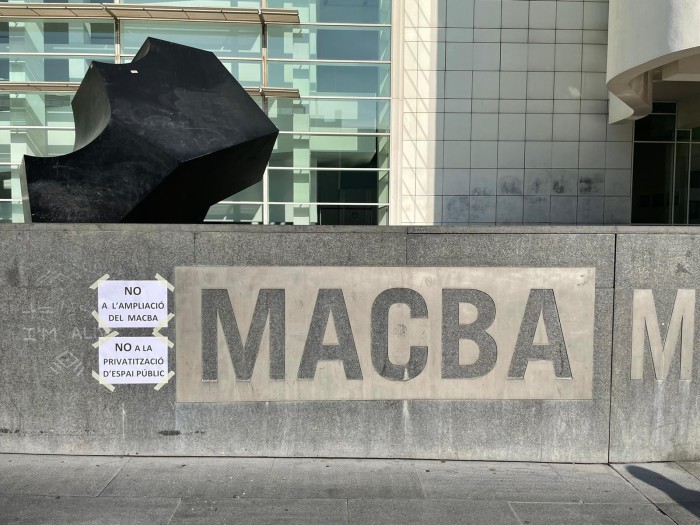 NO
A L'AMPLIACIÓ
DEL MACBA
NO A LA
PRIVATITZACIÓ
D'ESPAI PÚBLIC
I'M
MACBA
M